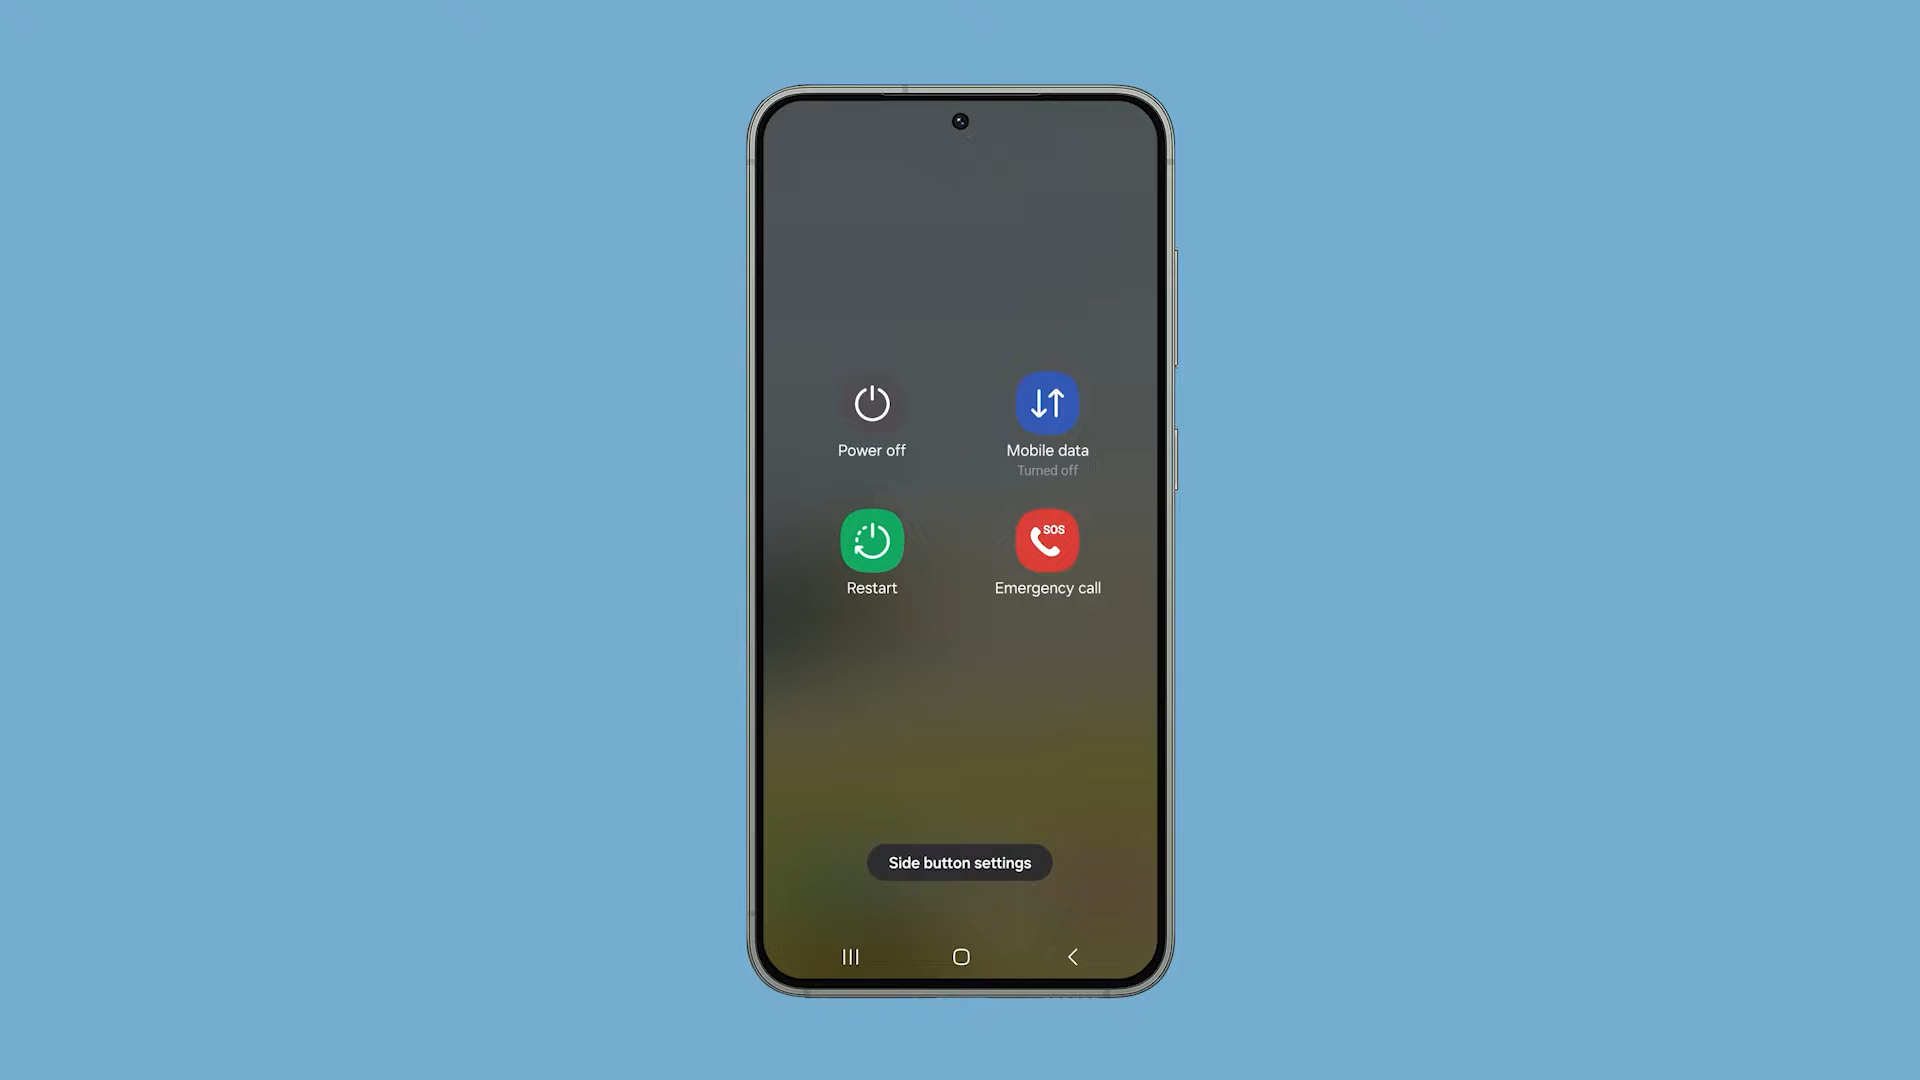 Power off
Mobile data
Turned off
SOS
Restart
Emergency call
Side button settings